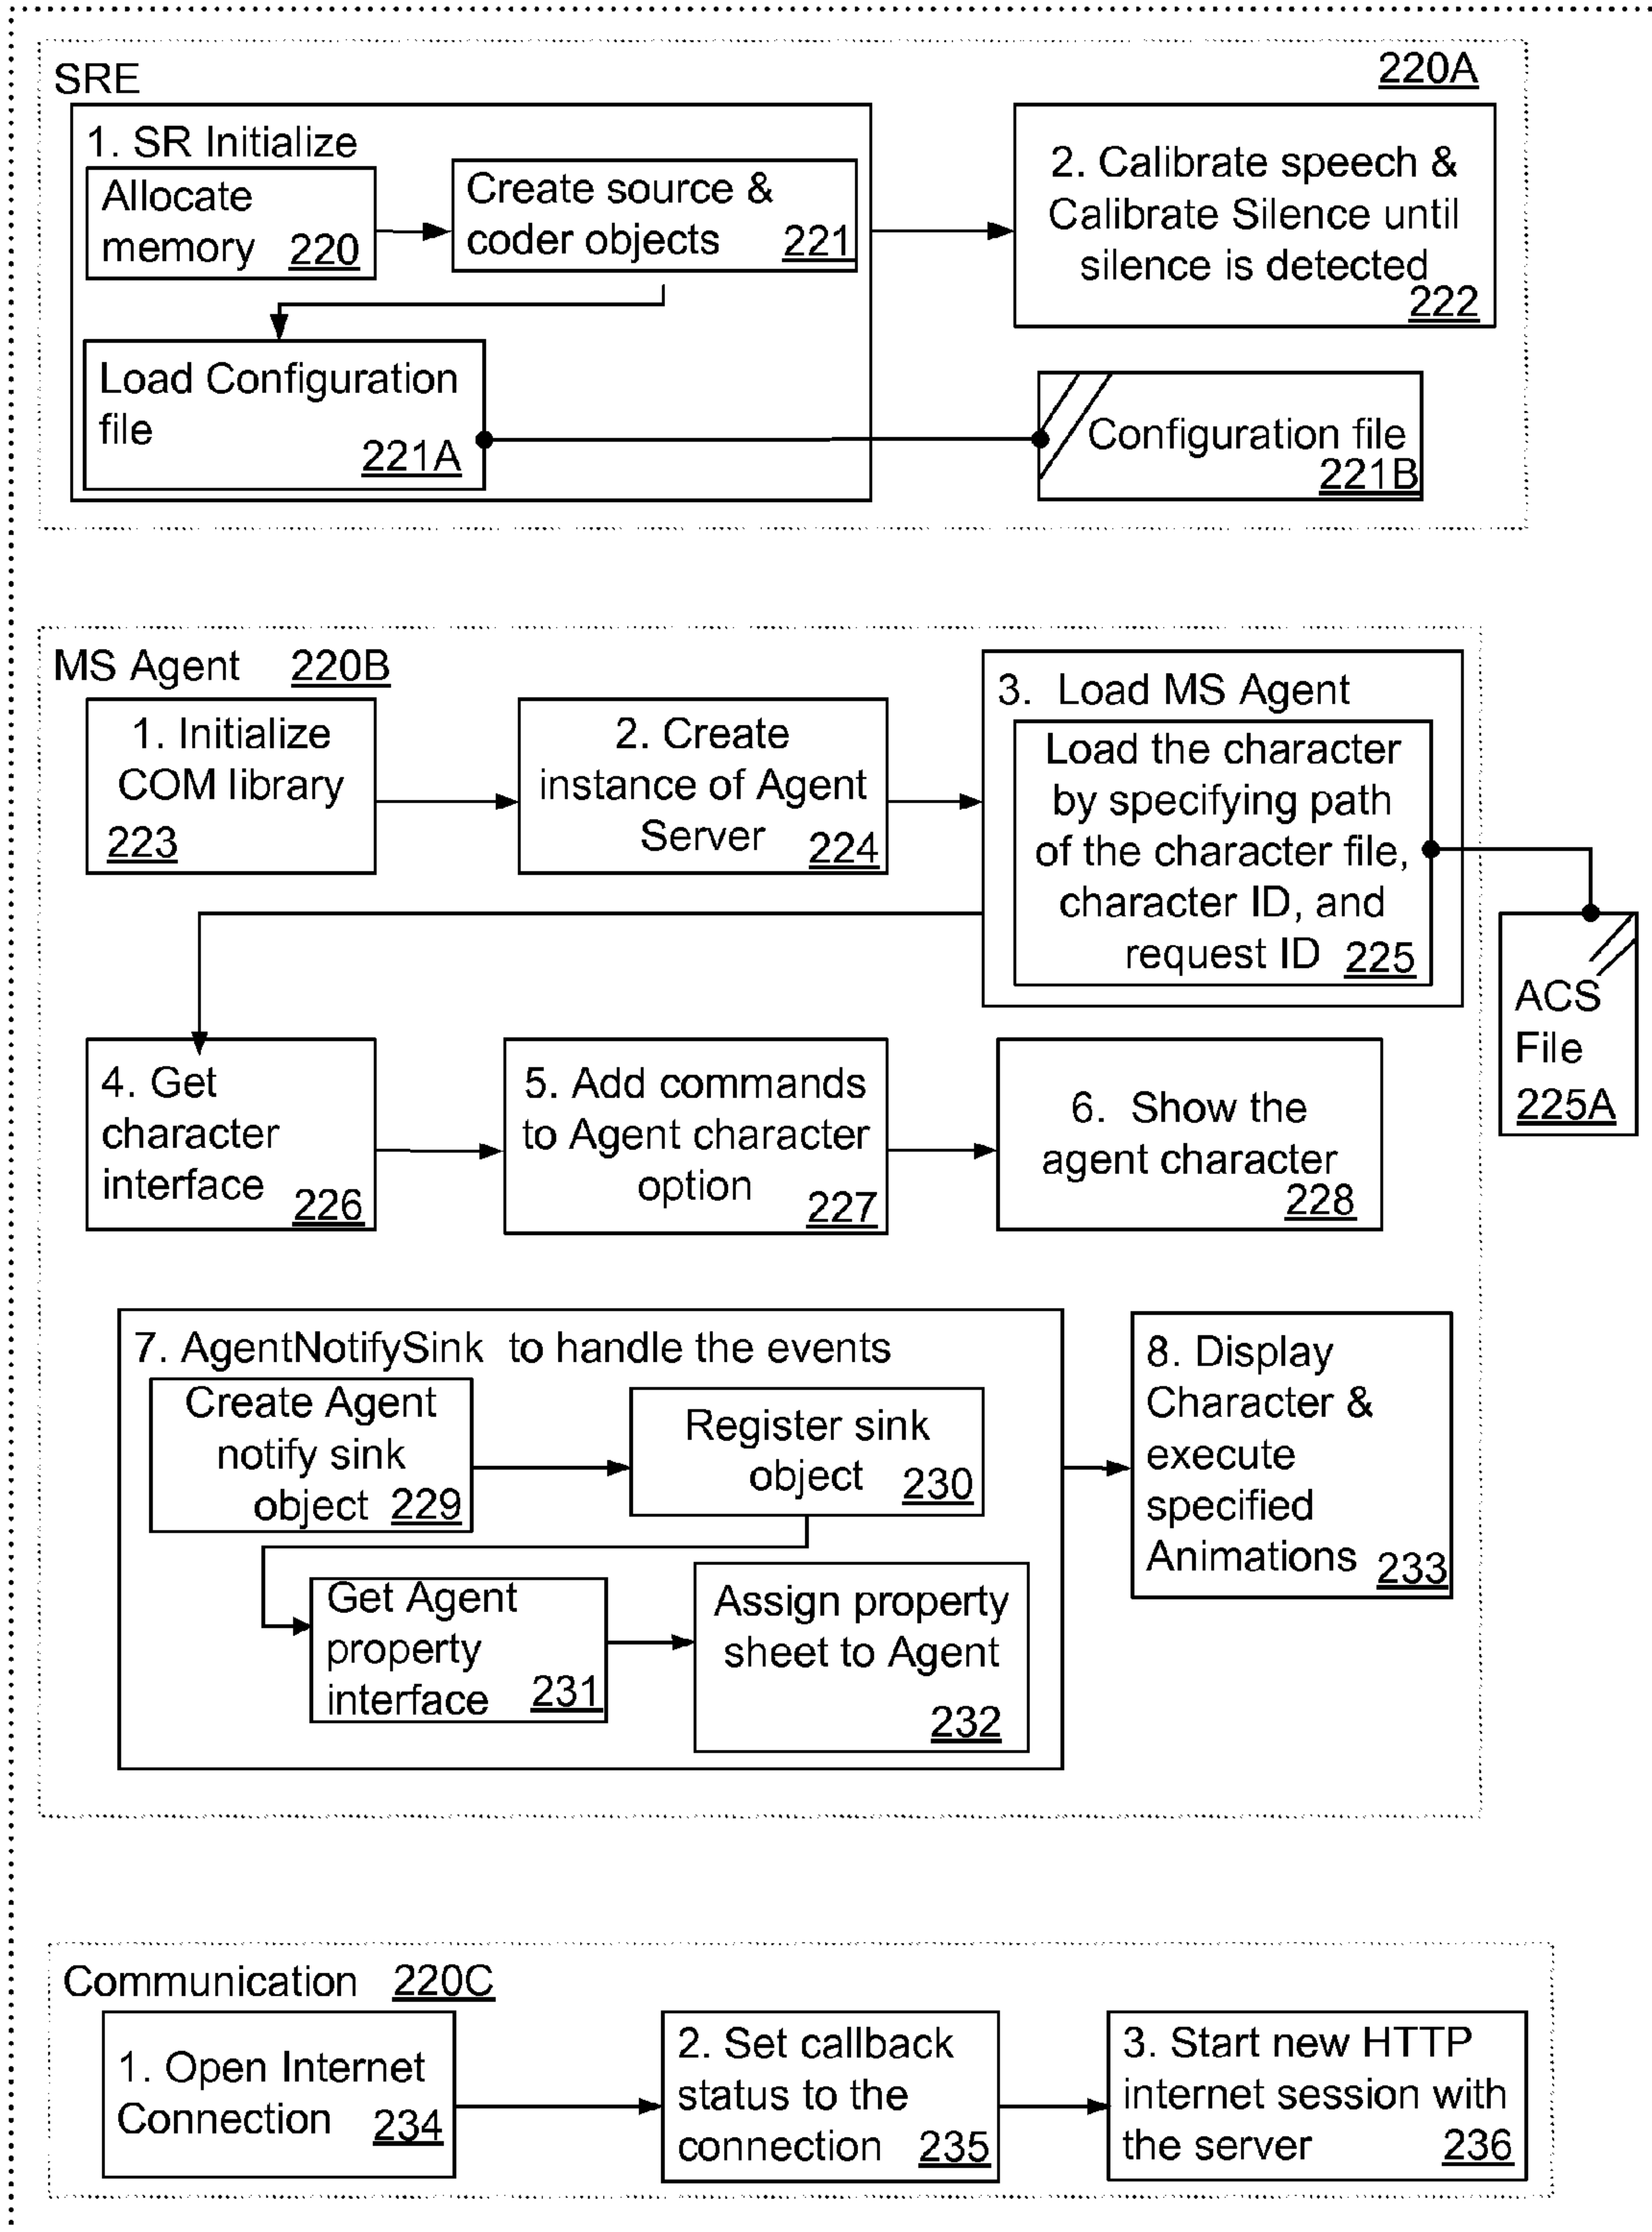 SRE
220A
1. SR Initialize
Allocate
memory 220
Create source &
coder objects 221
2. Calibrate speech &
Calibrate Silence until
silence is detected
222
Load Configuration
file
221A
Configuration file
221B
MS Agent 220B
1. Initialize
COM library
223
2. Create
instance of Agent
Server 224
3. Load MS Agent
Load the character
by specifying path
of the character file,
character ID, and
request ID 225
ACS
File
225A
4. Get
character
interface 226
5. Add commands
to Agent character
option 227
6. Show the
agent character
228
7. AgentNotifySink to handle the events
Create Agent
notify sink
object 229
Register sink
object 230
Get Agent
property
interface 231
Assign property
sheet to Agent
232
8. Display
Character &
execute
specified
Animations 233
Communication 220C
1. Open Internet
Connection 234
2. Set callback
status to the
connection 235
3. Start new HTTP
internet session with
the server 236